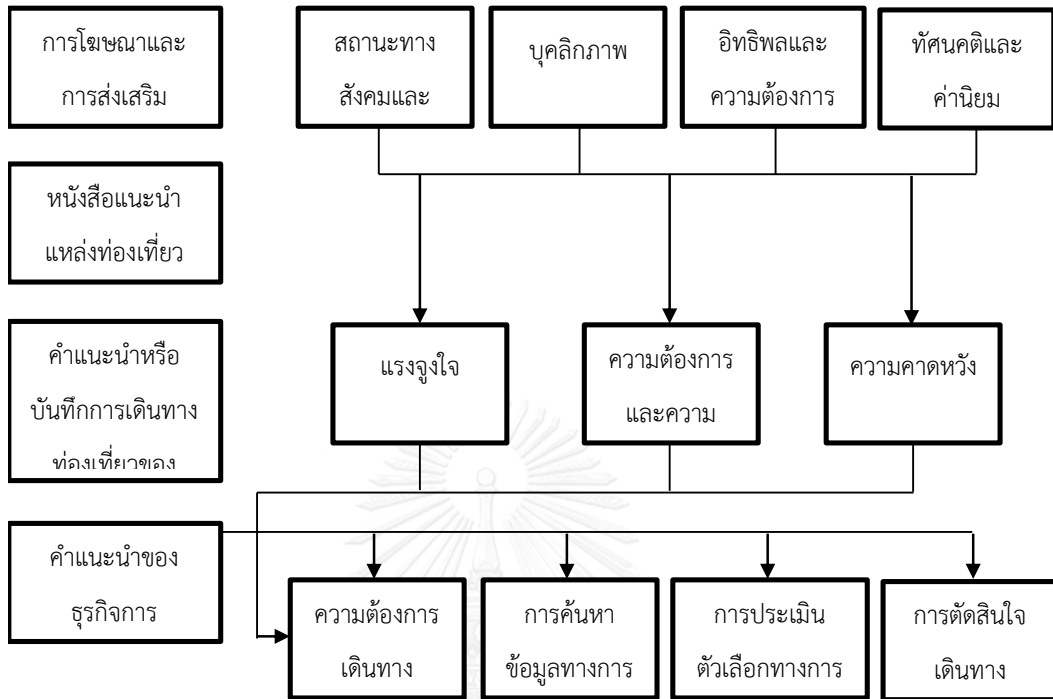 การโฆษณาและ
การส่งเสริม
สถานะทาง
สังคมและ
บุคลิกภาพ
อิทธิพลและ
ความต้องการ
ทัศนคติและ
ค่านิยม
หนังสือแนะนำ
แหล่งท่องเที่ยว
คำแนะนำหรือ
บันทึกการเดินทาง
ท่องเที่ยวของ
แรงจูงใจ
ความต้องการ
และความ
ความคาดหวัง
คำแนะนำของ
ธุรกิจการ
ความต้องการ
เดินทาง
การค้นหา
ข้อมูลทางการ
การประเมิน
ตัวเลือกทางการ
การตัดสินใจ
เดินทาง